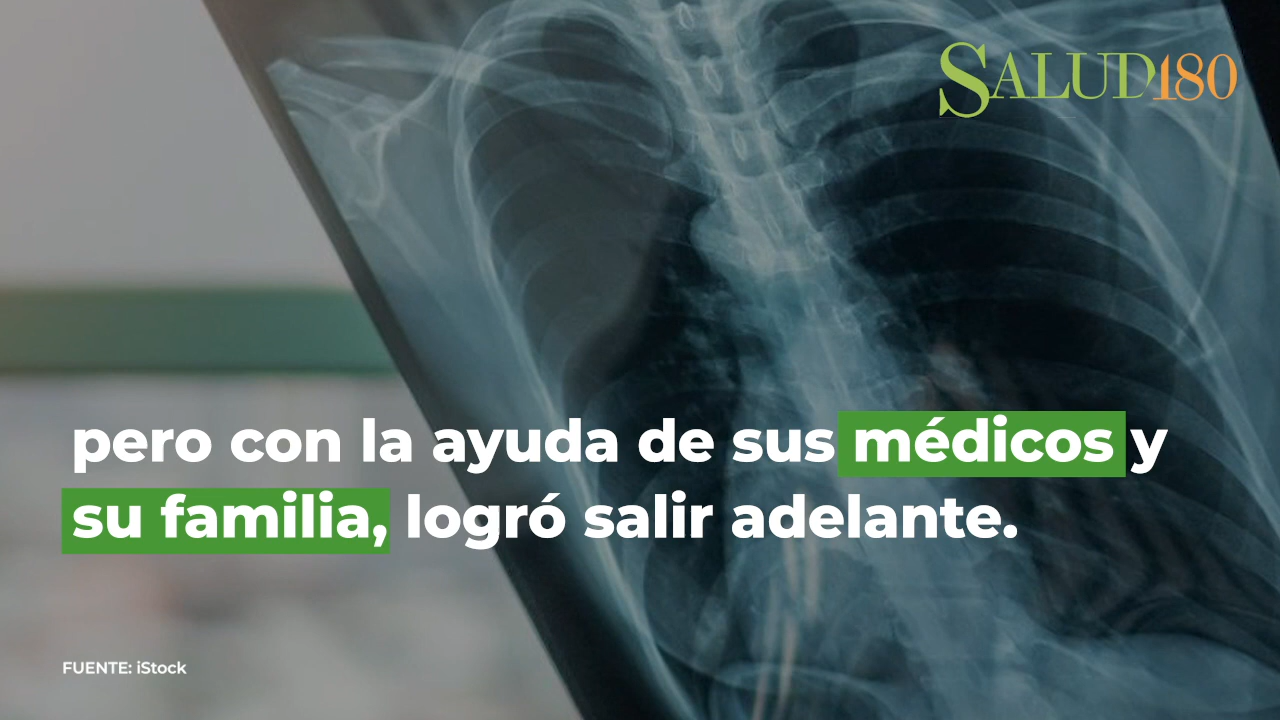 SALUD180
pero con la ayuda de sus médicos y
su familia, logró salir adelante.
FUENTE: iStock